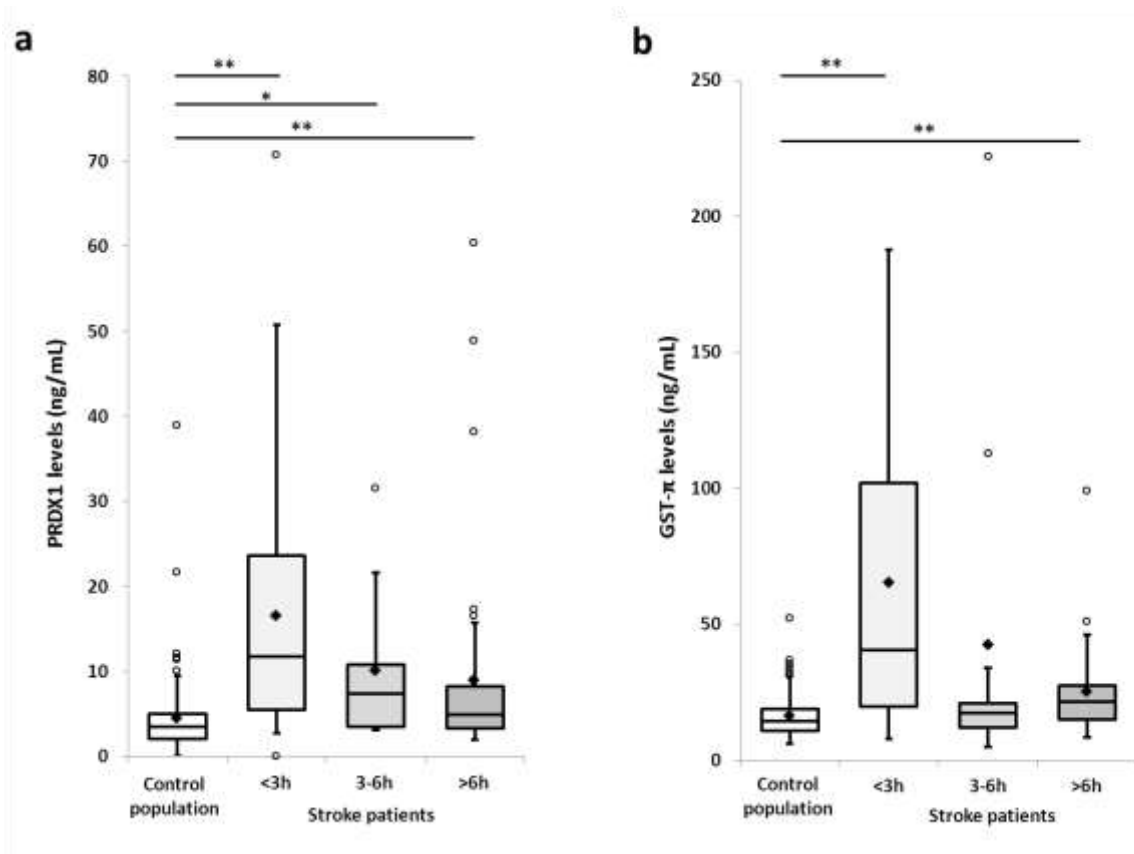 a
**
*
**
80
70
60
50
40
30
20
10
0
PRDX1 levels (ng/mL)
Control
population
<3h
3-6h
>6h
Stroke patients
b
**
**
250
200
150
100
50
0
GST-π levels (ng/mL)
Control
population
<3h
3-6h
>6h
Stroke patients